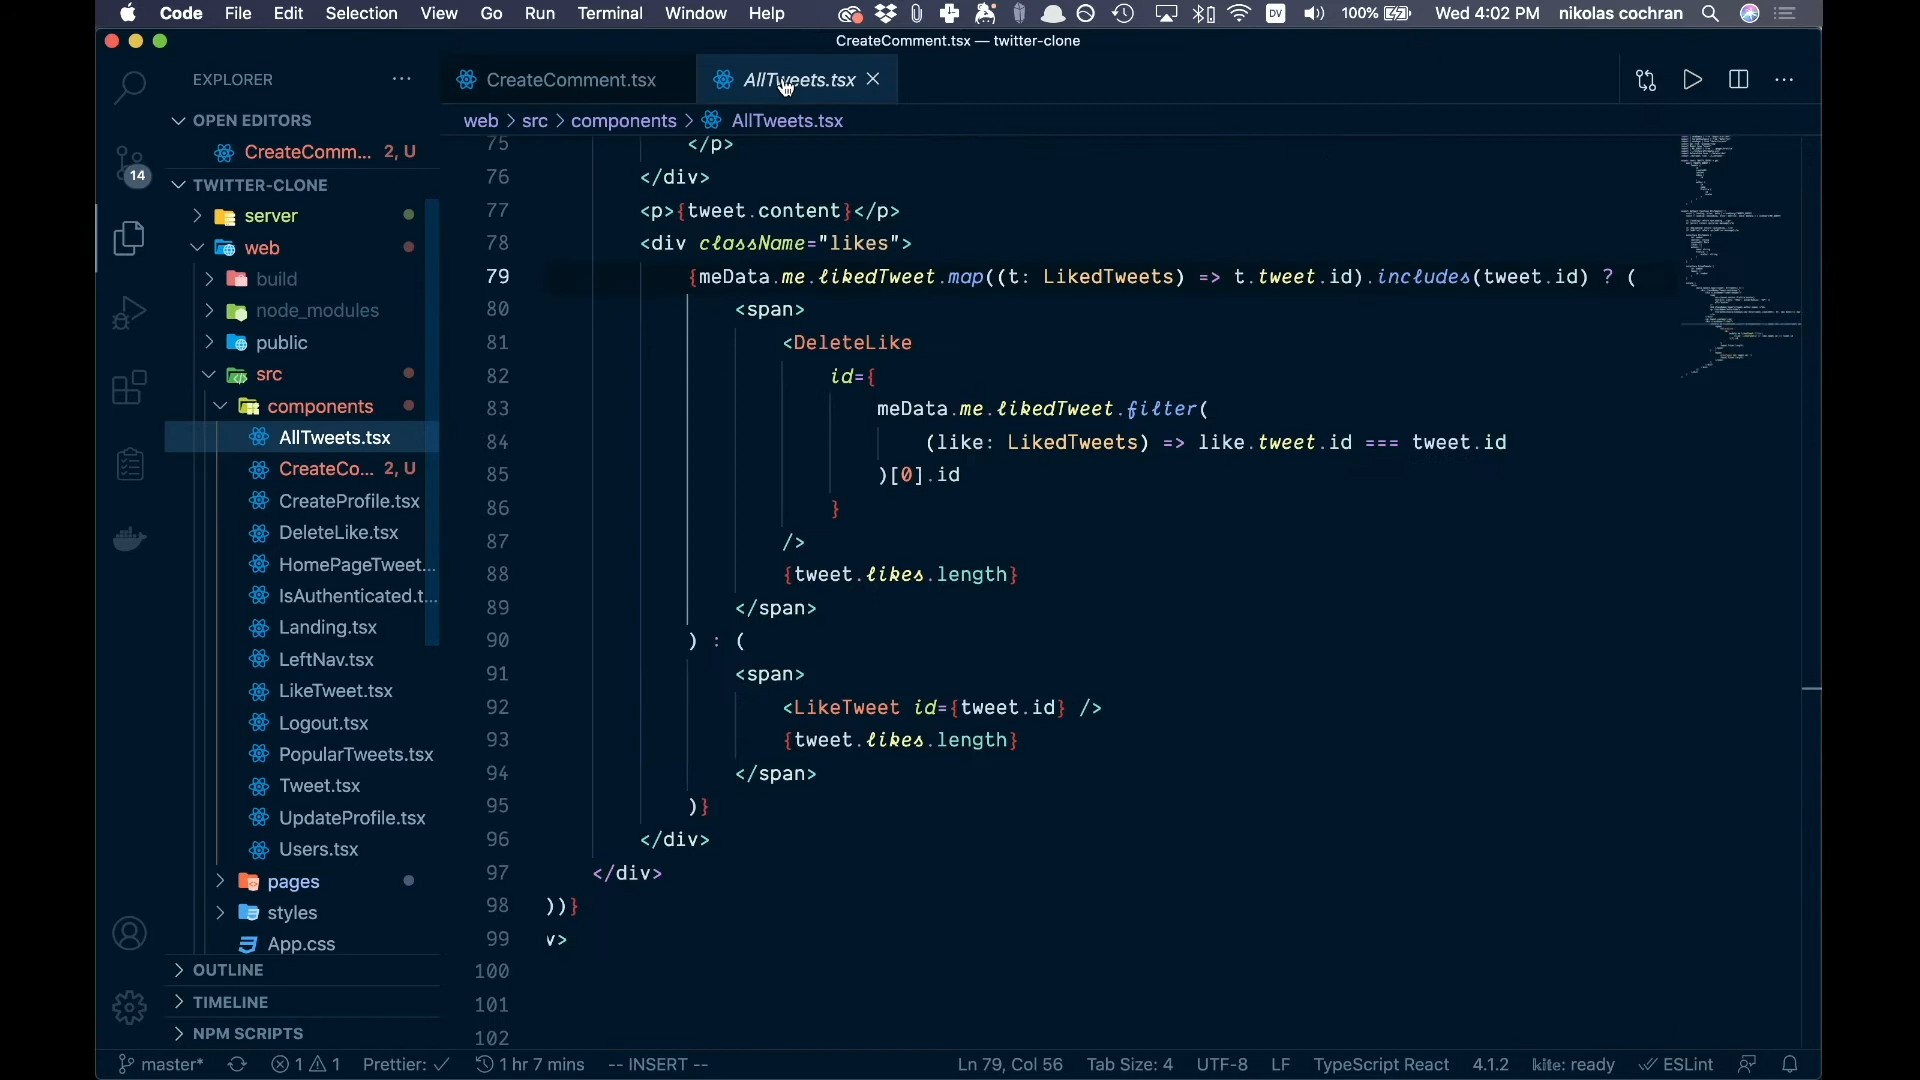 Code File Edit Selection View Go Run Terminal Window Help DV 100% Wed 4:02 PM nikolas cochran
CreateComment.tsx — twitter-clone
EXPLORER
OPEN EDITORS
CreateComm... 2, U
TWITTER-CLONE
server
web
build
node_modules
public
src
components
AllTweets.tsx
CreateCo... 2, U
CreateProfile.tsx
DeleteLike.tsx
HomePageTweet...
IsAuthenticated.t...
Landing.tsx
LeftNav.tsx
LikeTweet.tsx
Logout.tsx
PopularTweets.tsx
Tweet.tsx
UpdateProfile.tsx
Users.tsx
pages
styles
App.css
OUTLINE
TIMELINE
NPM SCRIPTS
14
CreateComment.tsx AllTweets.tsx
web > src > components > AllTweets.tsx
75 </p>
76 </div>
77 <p>{tweet.content}</p>
78 <div className="likes">
79 {meData.me.likedTweet.map((t: LikedTweets) => t.tweet.id).includes(tweet.id) ? (
80 <span>
81 <DeleteLike
82 id={
83 meData.me.likedTweet.filter(
84 (like: LikedTweets) => like.tweet.id === tweet.id
85 )[0].id
86 }
87 />
88 {tweet.likes.length}
89 </span>
90 ) : (
91 <span>
92 <LikeTweet id={tweet.id} />
93 {tweet.likes.length}
94 </span>
95 )}
96 </div>
97 </div>
98 ))}
99 v>
100
101
102
master* 1 1 Prettier: ✓ 1 hr 7 mins -- INSERT -- Ln 79, Col 56 Tab Size: 4 UTF-8 LF TypeScript React 4.1.2 kite: ready ESLint